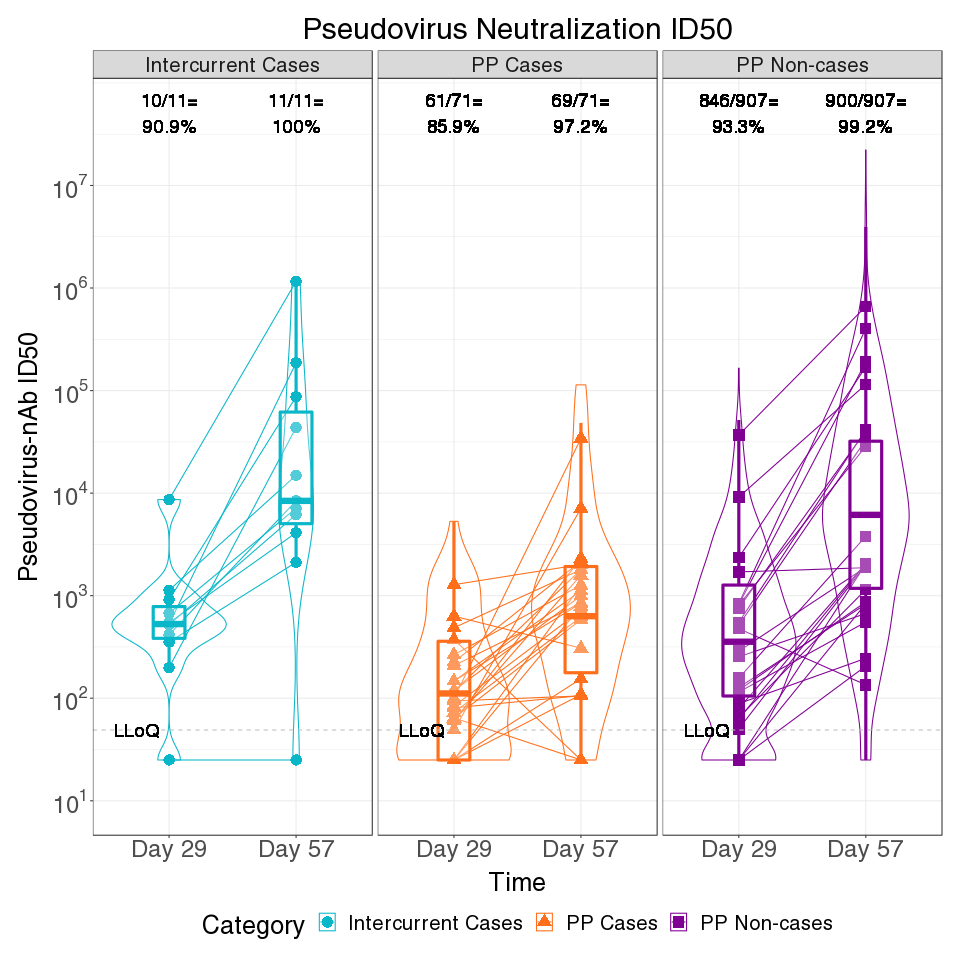 Pseudovirus Neutralization ID50
Intercurrent Cases
PP Cases
PP Non-cases
10/11= 11/11=
90.9% 100%
61/71= 69/71=
85.9% 97.2%
846/907= 900/907=
93.3% 99.2%
Pseudovirus-nAb ID50
10^7
10^6
10^5
10^4
10^3
10^2
10^1
LLoQ
LLoQ
LLoQ
Day 29 Day 57
Day 29 Day 57
Day 29 Day 57
Time
Category Intercurrent Cases PP Cases PP Non-cases